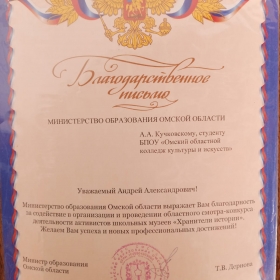 Благодарственное
письмо
МИНИСТЕРСТВО ОБРАЗОВАНИЯ ОМСКОЙ ОБЛАСТИ
А.А. Кучковскому, студенту
БПОУ «Омский областной
колледж культуры и искусств»
Уважаемый Андрей Александрович!
Министерство образования Омской области выражает Вам благодарность
за содействие в организации и проведении областного смотра-конкурса
деятельности активистов школьных музеев «Хранители истории».
Желаем Вам успеха и новых профессиональных достижений!
Министр образования
Омской области
Т.В. Дернова